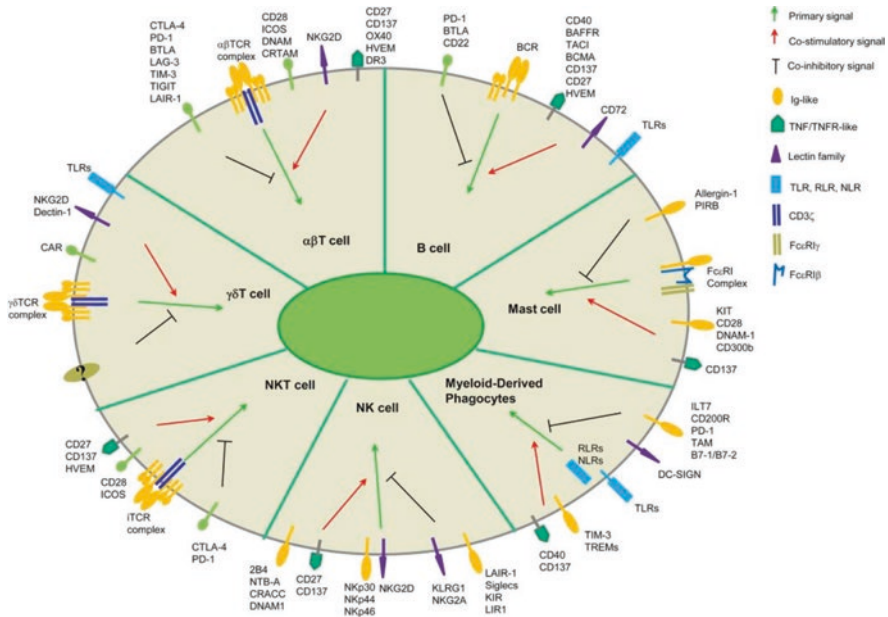 CTLA-4
PD-1
BTLA
LAG-3
TIM-3
TIGIT
LAIR-1
αβTCR
complex
CD28
ICOS
DNAM
CRTAM
NKG2D
CD27
CD137
OX40
HVEM
DR3
PD-1
BTLA
CD22
BCR
CD40
BAFFR
TACI
BCMA
CD137
CD27
HVEM
CD72
TLRs
Allergin-1
PIRB
FcεRI
Complex
KIT
CD28
DNAM-1
CD300b
CD137
ILT7
CD200R
PD-1
TAM
B7-1/B7-2
DC-SIGN
RLRs
NLRs
TLRs
TIM-3
TREMs
CD40
CD137
LAIR-1
Siglecs
KIR
LIR1
KLRG1
NKG2A
NKG2D
NKp30
NKp44
NKp46
CD27
CD137
2B4
NTB-A
CRACC
DNAM1
CTLA-4
PD-1
iTCR
complex
CD28
ICOS
CD27
CD137
HVEM
?
γδTCR
complex
CAR
NKG2D
Dectin-1
TLRs
αβT cell
B cell
γδT cell
Mast cell
NKT cell
NK cell
Myeloid-Derived
Phagocytes
Primary signal
Co-stimulatory signal
Co-inhibitory signal
Ig-like
TNF/TNFR-like
Lectin family
TLR, RLR, NLR
CD3ζ
FcεRIγ
FcεRIβ